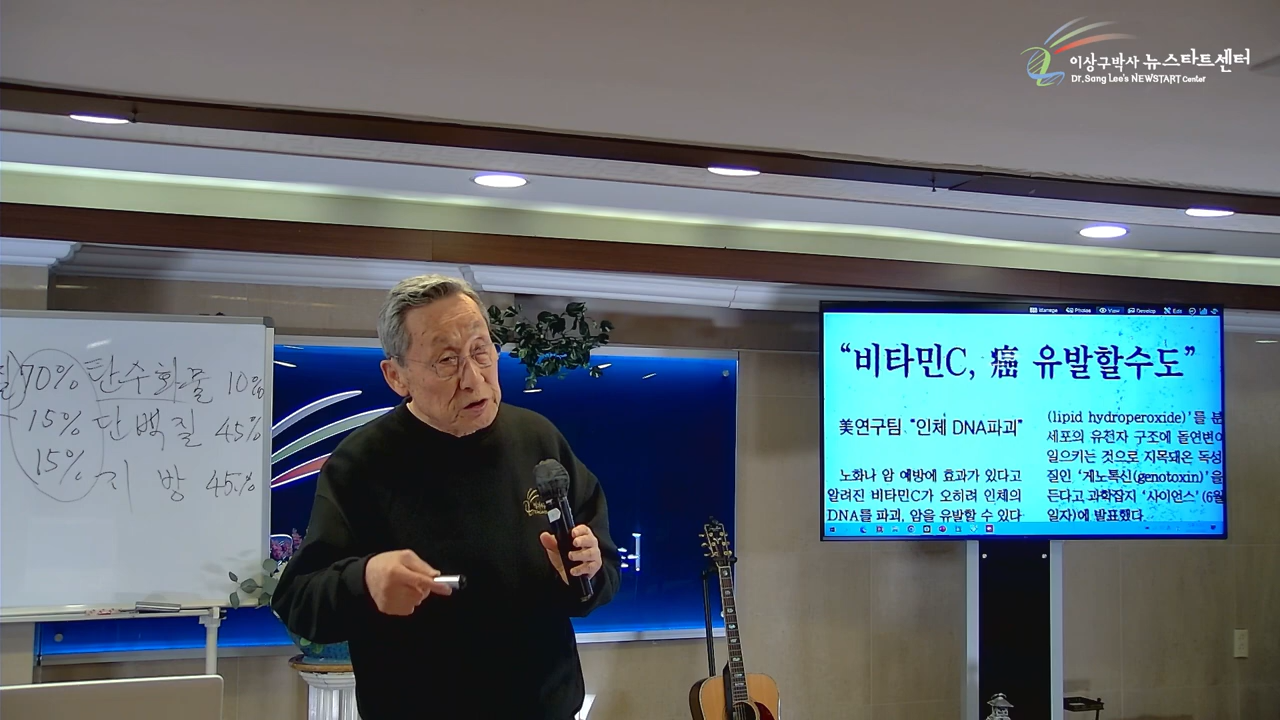 이상구박사 뉴스타트센터
Dr. Sang Lee's NEWSTART Center
70% 탄수화물 10%
15% 단백질 45%
15% 지방 45%
Manage Photos View Develop Edit
“비타민C, 癌 유발할수도”
美연구팀 "인체 DNA파괴"
노화나 암 예방에 효과가 있다고
알려진 비타민C가 오히려 인체의
DNA를 파괴, 암을 유발할 수 있다
(lipid hydroperoxide)’를 분
세포의 유전자 구조에 돌연변이
일으키는 것으로 지목돼온 독성
질인 ‘게노톡신(genotoxin)’을
든다고 과학잡지 ‘사이언스’(6월
일자)에 발표했다.